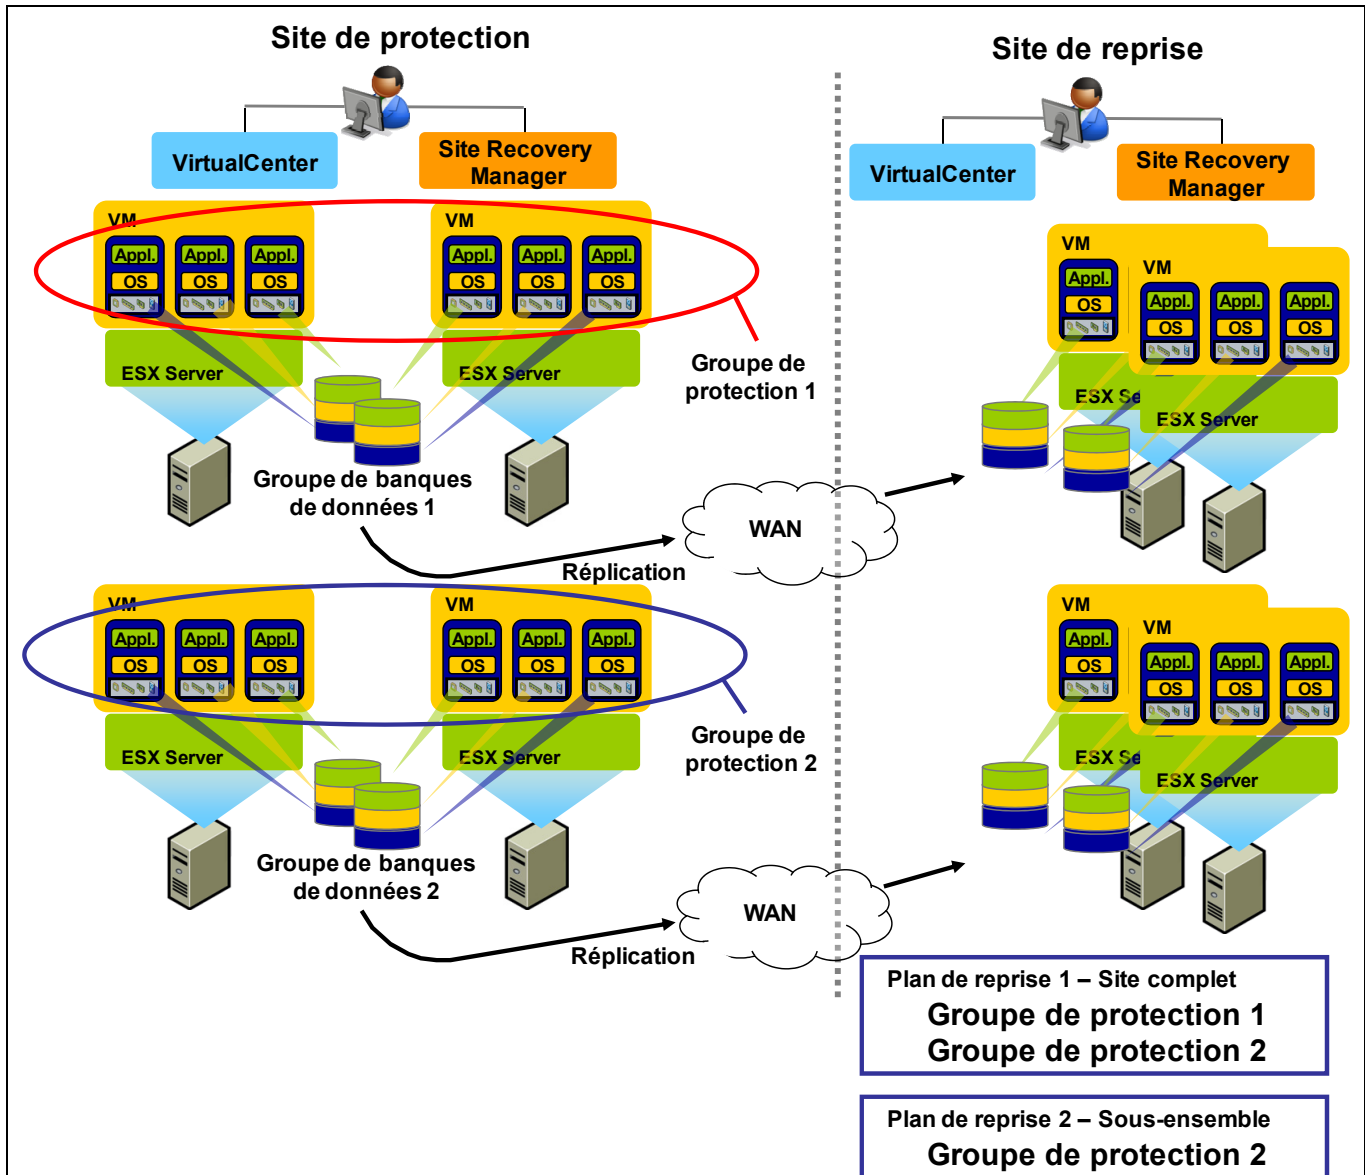 Site de protection
Site de reprise
VirtualCenter
Site Recovery
Manager
VirtualCenter
Site Recovery
Manager
VM
Appl.
Appl.
Appl.
OS
OS
OS
ESX Server
VM
Appl.
Appl.
Appl.
OS
OS
OS
ESX Server
Groupe de
protection 1
Groupe de banques
de données 1
Réplication
WAN
VM
Appl.
OS
ESX Se
VM
Appl.
Appl.
Appl.
OS
OS
OS
ESX Server
VM
Appl.
Appl.
Appl.
OS
OS
OS
ESX Server
VM
Appl.
Appl.
Appl.
OS
OS
OS
ESX Server
Groupe de
protection 2
Groupe de banques
de données 2
Réplication
WAN
VM
Appl.
OS
ESX Se
VM
Appl.
Appl.
Appl.
OS
OS
OS
ESX Server
Plan de reprise 1 – Site complet
Groupe de protection 1
Groupe de protection 2
Plan de reprise 2 – Sous-ensemble
Groupe de protection 2